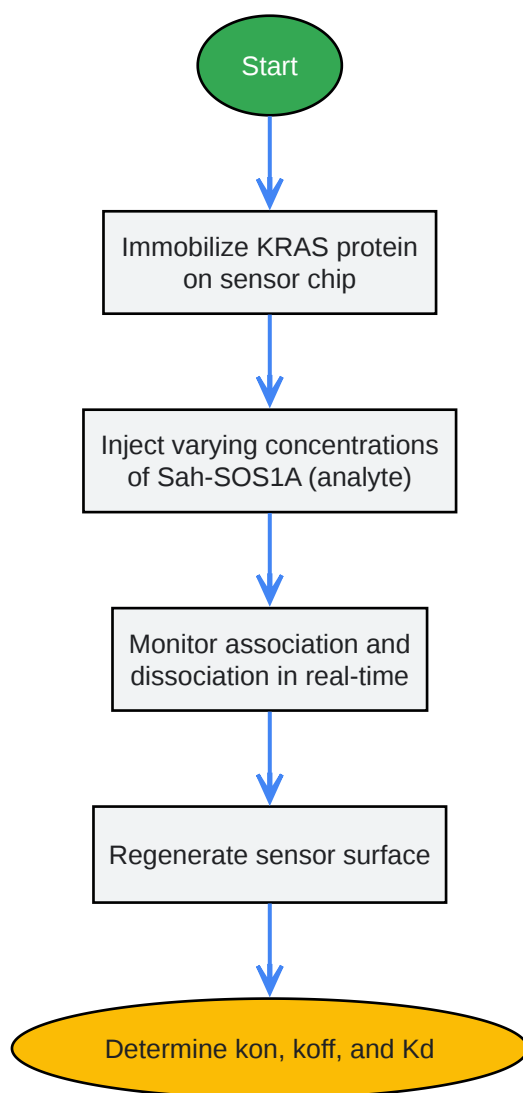 Start
Immobilize KRAS protein
on sensor chip
Inject varying concentrations
of Sah-SOS1A (analyte)
Monitor association and
dissociation in real-time
Regenerate sensor surface
Determine kon, koff, and Kd